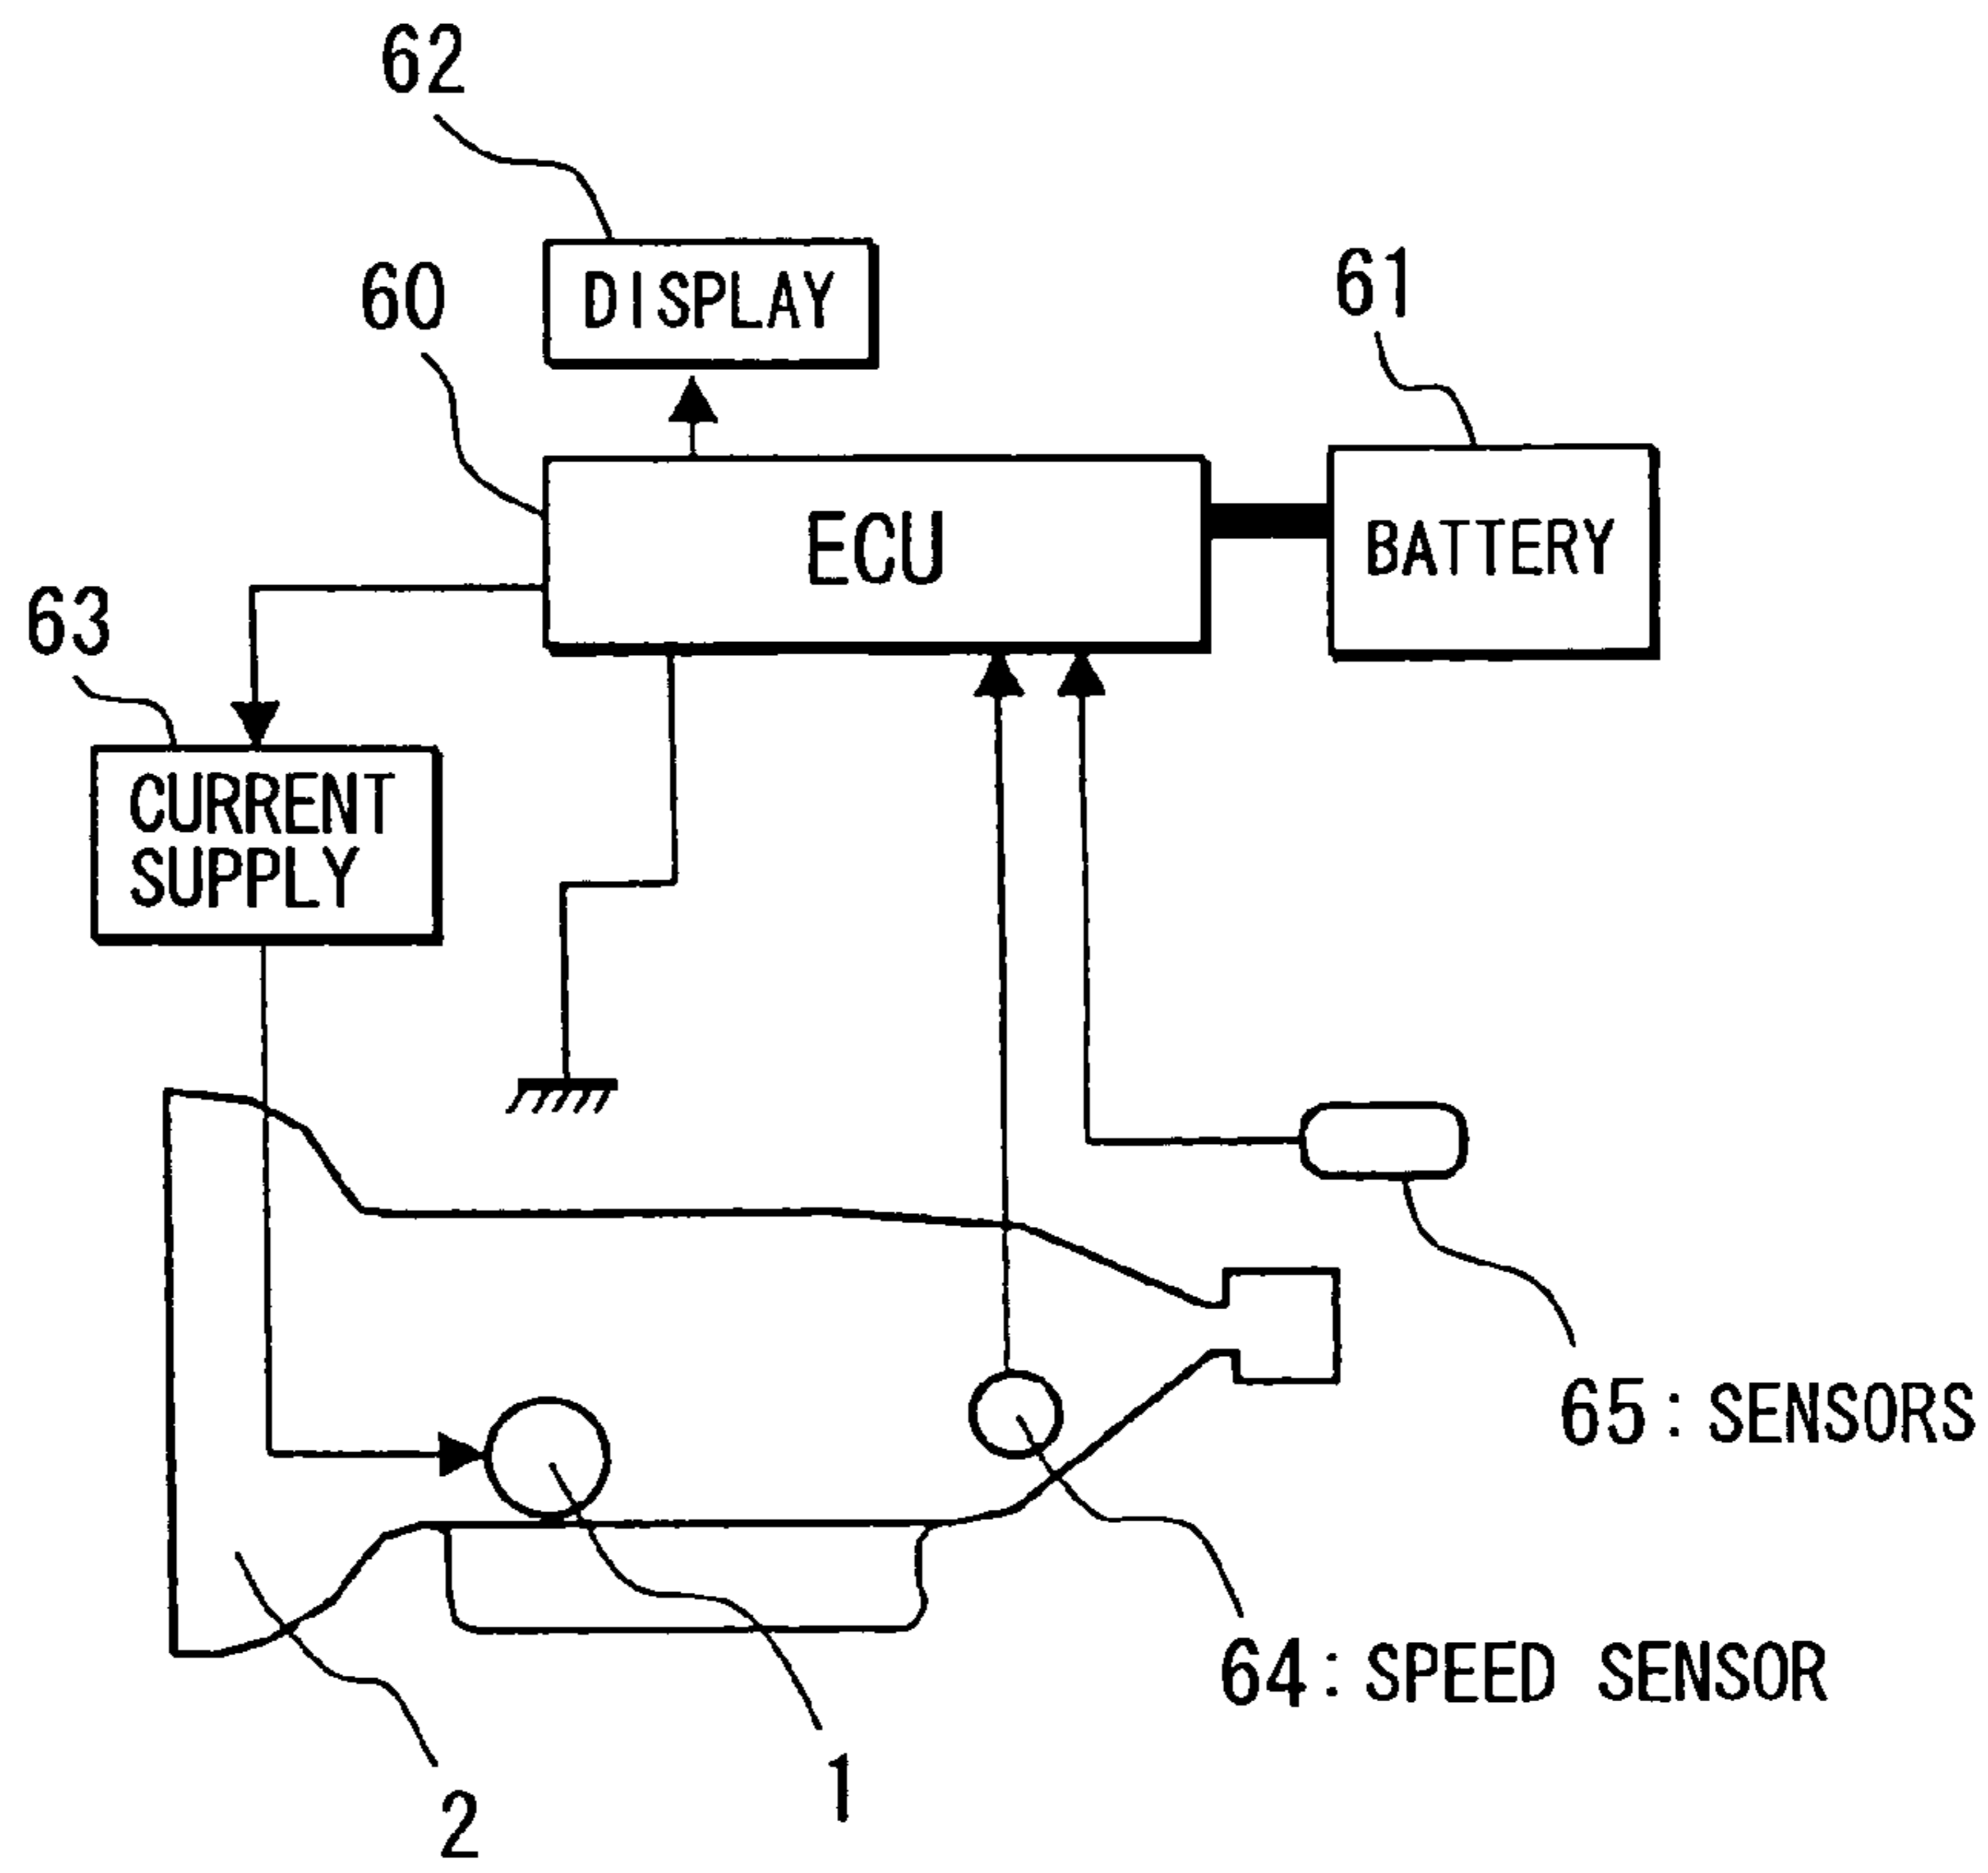 62
DISPLAY
60
61
ECU
BATTERY
63
CURRENT
SUPPLY
65: SENSORS
64: SPEED SENSOR
1
2